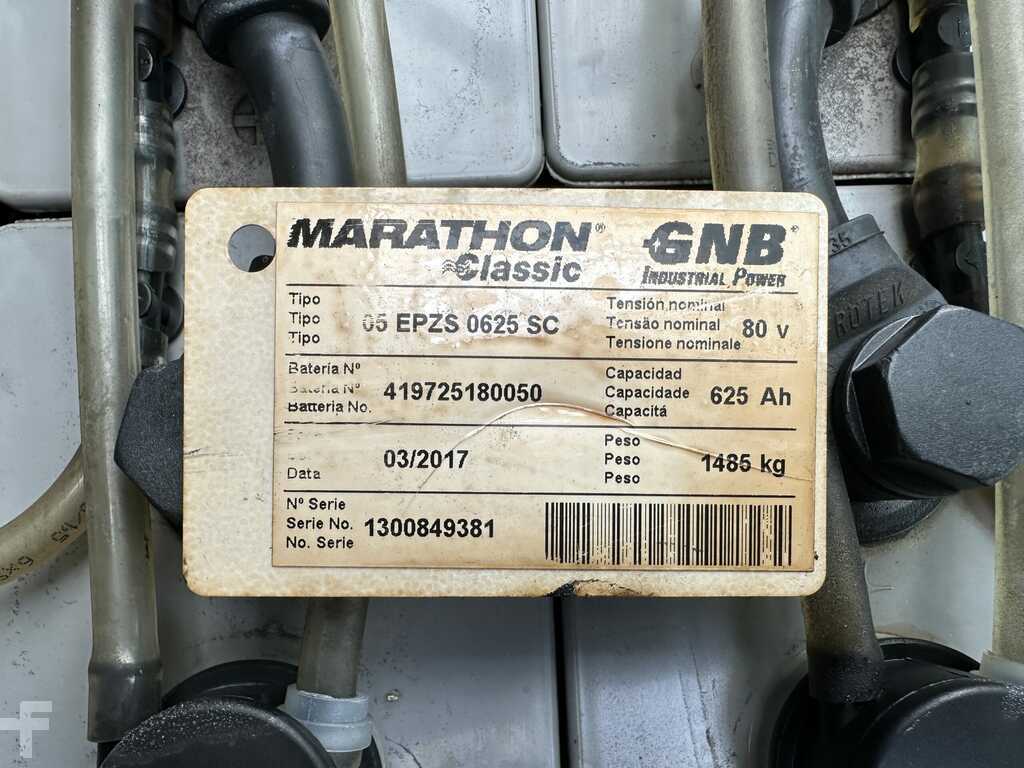 MARATHON®
Classic
GNB®
INDUSTRIAL POWER
Tipo
Tipo
Tipo
05 EPZS 0625 SC
Tensión nominal
Tensão nominal
Tensione nominale
80 V
Batería Nº
Bateria Nº
Batteria No.
419725180050
Capacidad
Capacidade
Capacitá
625 Ah
Data
03/2017
Peso
Peso
Peso
1485 kg
Nº Serie
Serie No.
No. Serie
1300849381
35
ROTEK
F